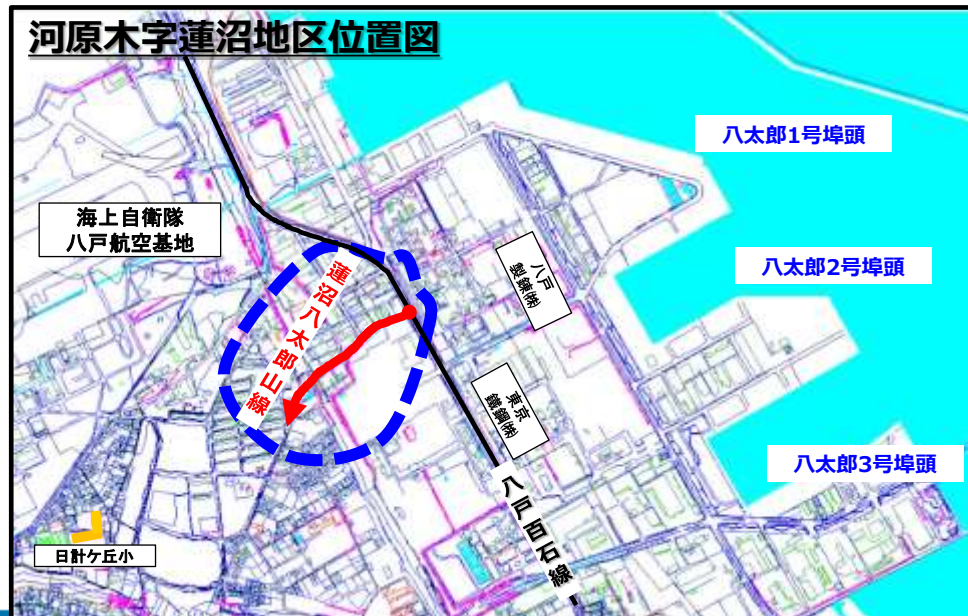 河原木字蓮沼地区位置図
八太郎1号埠頭
海上自衛隊
八戸航空基地
八太郎2号埠頭
八戸
製錬㈱
蓮沼八太郎山線
東京
鐵鋼㈱
八太郎3号埠頭
八戸百石線
日計ケ丘小